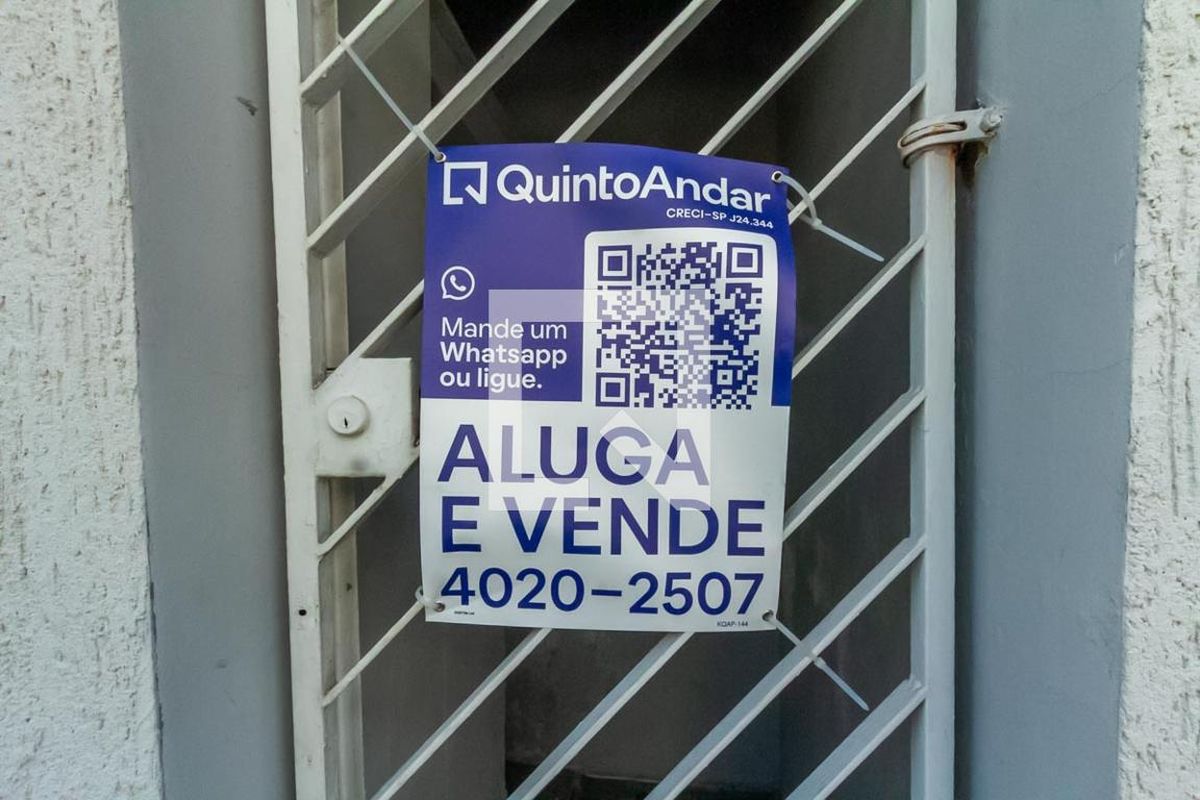 QuintoAndar
CRECI-SP J24.344
Mande um
Whatsapp
ou ligue.
ALUGA
E VENDE
4020-2507
KQAP-144